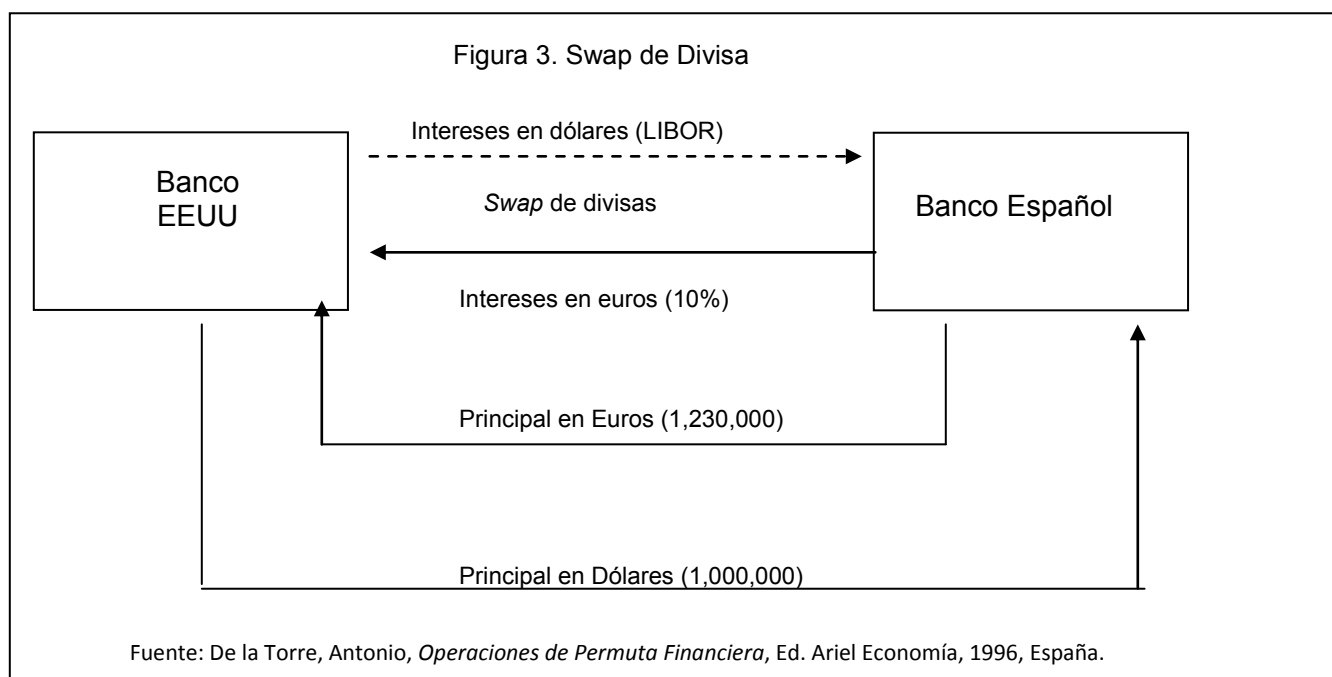 Figura 3. Swap de Divisa
Intereses en dólares (LIBOR)
Banco
EEUU
Swap de divisas
Banco Español
Intereses en euros (10%)
Principal en Euros (1,230,000)
Principal en Dólares (1,000,000)
Fuente: De la Torre, Antonio, Operaciones de Permuta Financiera, Ed. Ariel Economía, 1996, España.